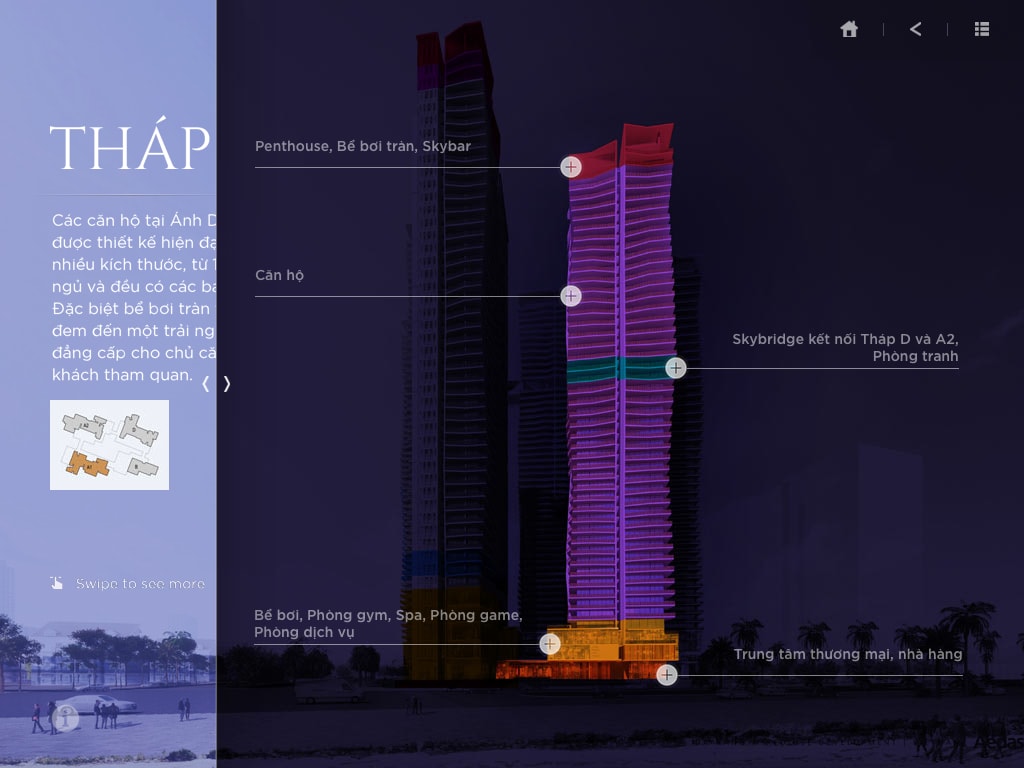 THÁP
Các căn hộ tại Ánh D
được thiết kế hiện đạ
nhiều kích thước, từ 1
ngủ và đều có các ba
Đặc biệt bể bơi tràn
đem đến một trải ng
đẳng cấp cho chủ că
khách tham quan.
A2
D
A1
B
Swipe to see more
Penthouse, Bể bơi tràn, Skybar
Căn hộ
Skybridge kết nối Tháp D và A2,
Phòng tranh
Bể bơi, Phòng gym, Spa, Phòng game,
Phòng dịch vụ
Trung tâm thương mại, nhà hàng